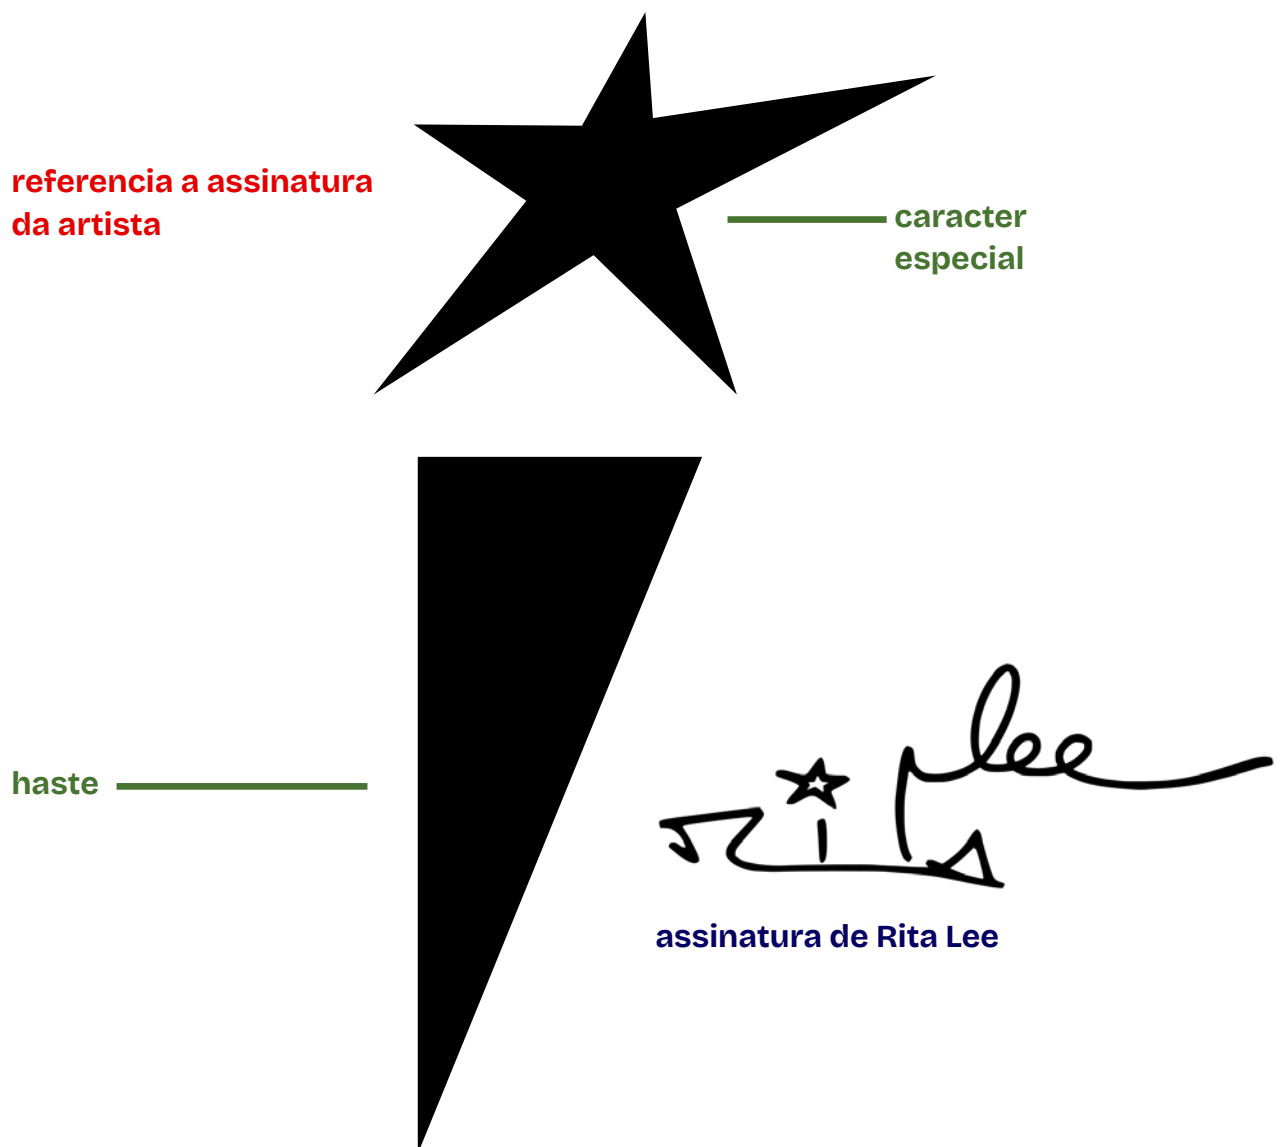 referencia a assinatura
da artista
caracter
especial
haste
rita lee
assinatura de Rita Lee